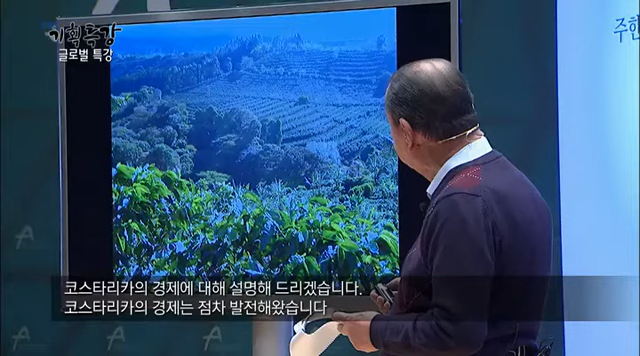 기획특강
글로벌 특강
주한
코스타리카의 경제에 대해 설명해 드리겠습니다.
코스타리카의 경제는 점차 발전해왔습니다